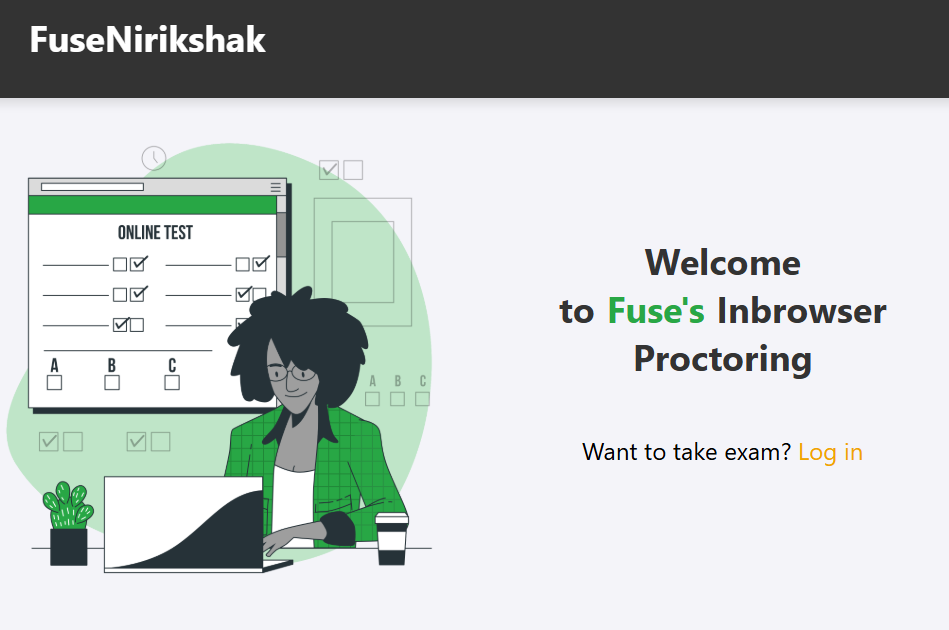 FuseNirikshak
ONLINE TEST
A B C
A B C
Welcome
to Fuse's Inbrowser
Proctoring
Want to take exam? Log in